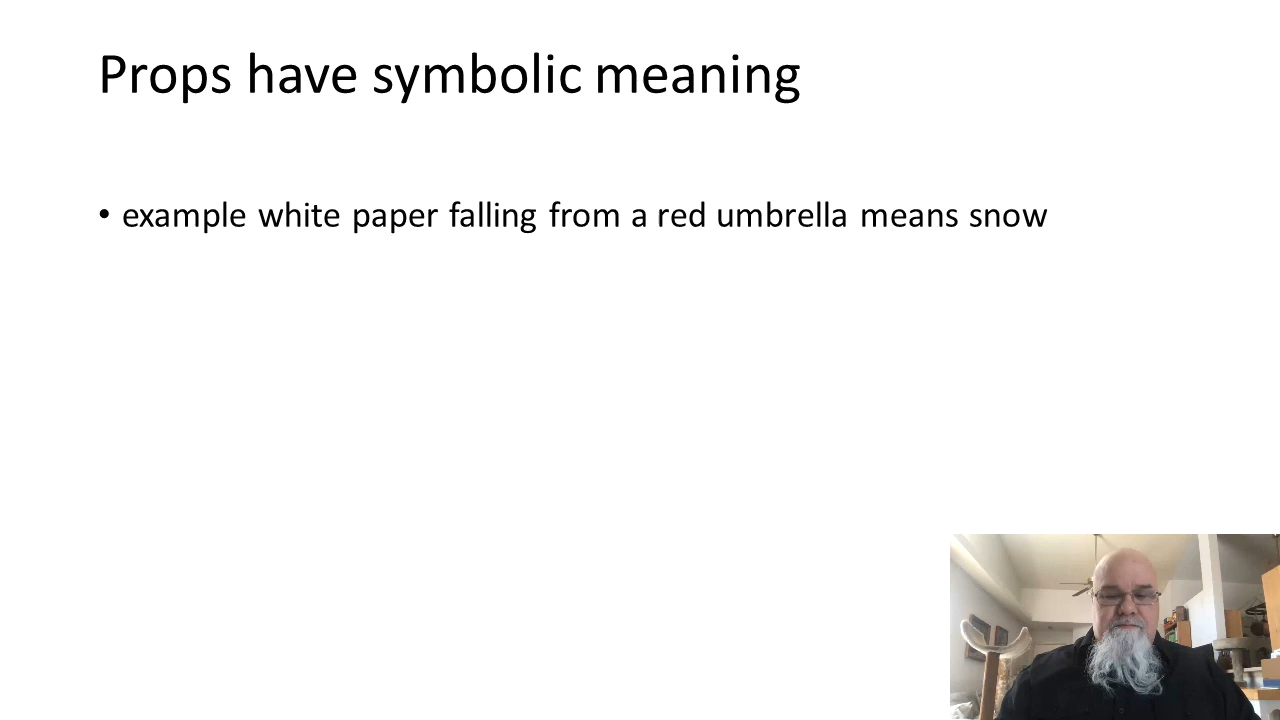 Props have symbolic meaning
• example white paper falling from a red umbrella means snow